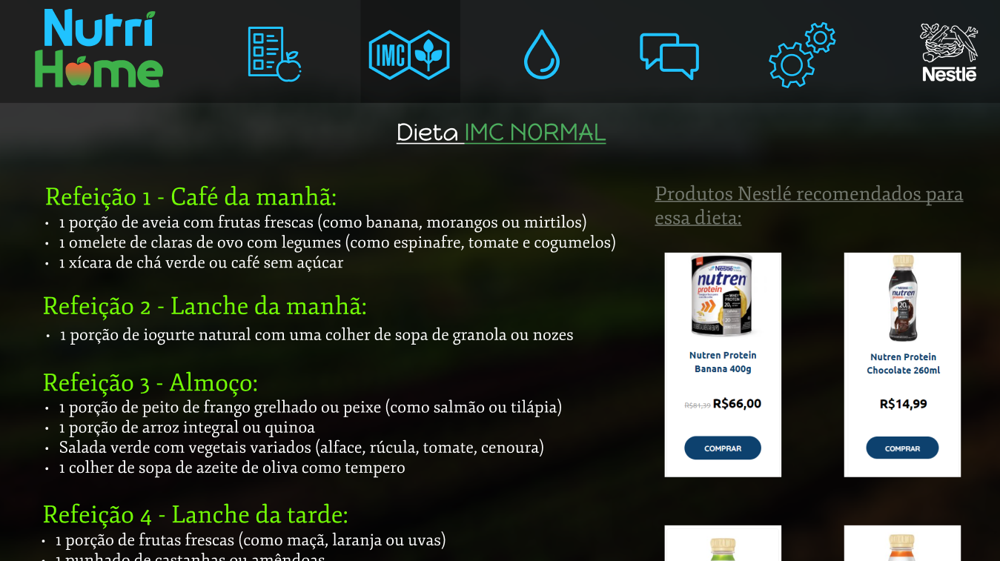 Nutri
Home
IMC
Nestlé
Dieta IMC NORMAL
Refeição 1 - Café da manhã:
• 1 porção de aveia com frutas frescas (como banana, morangos ou mirtilos)
• 1 omelete de claras de ovo com legumes (como espinafre, tomate e cogumelos)
• 1 xícara de chá verde ou café sem açúcar
Refeição 2 - Lanche da manhã:
• 1 porção de iogurte natural com uma colher de sopa de granola ou nozes
Refeição 3 - Almoço:
• 1 porção de peito de frango grelhado ou peixe (como salmão ou tilápia)
• 1 porção de arroz integral ou quinoa
• Salada verde com vegetais variados (alface, rúcula, tomate, cenoura)
• 1 colher de sopa de azeite de oliva como tempero
Refeição 4 - Lanche da tarde:
• 1 porção de frutas frescas (como maçã, laranja ou uvas)
• 1 punhado de castanhas ou amêndoas
Produtos Nestlé recomendados para
essa dieta:
Nestlé
nutren
protein
WHEY
PROTEIN
20g
20
Nutren Protein
Banana 400g
R$81,39 R$66,00
COMPRAR
nutren
20g
Nutren Protein
Chocolate 260ml
R$14,99
COMPRAR